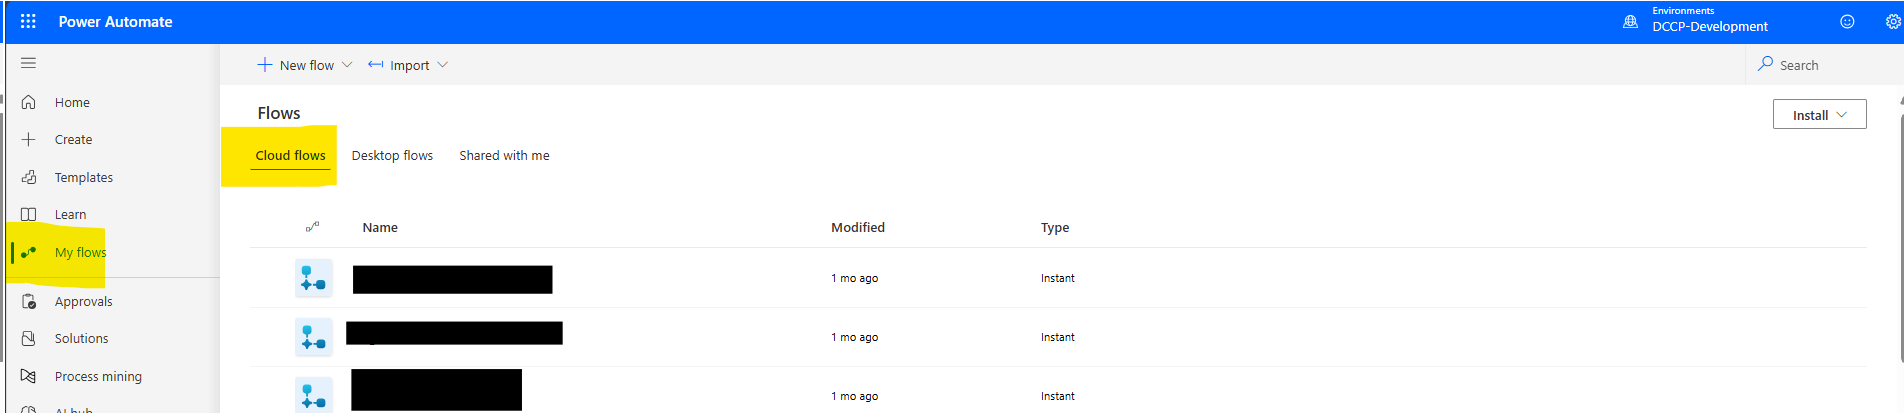 Power Automate
Environments
DCCP-Development
New flow
Import
Search
Home
Create
Templates
Learn
My flows
Approvals
Solutions
Process mining
AI hub
Flows
Install
Cloud flows Desktop flows Shared with me
Name Modified Type
1 mo ago Instant
1 mo ago Instant
1 mo ago Instant